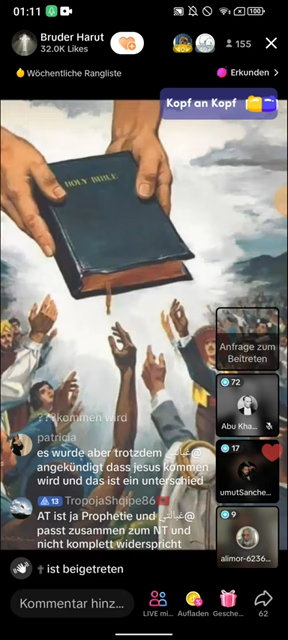 01:11
100
Bruder Harut
32.0K Likes
155
Wöchentliche Rangliste
Erkunden >
Kopf an Kopf
HOLY BIBLE
kommen wird
patricia
es wurde aber trotzdem
angekündigt dass jesus kommen
wird und das ist ein unterschied
13 TropojaShqipe86
AT ist ja Prophetie und
passt zusammen zum NT und
nicht komplett widerspricht
Anfrage zum
Beitreten
72
Abu Kha...
17
umutSanche...
9
alimor-6236...
ist beigetreten
Kommentar hinz...
LIVE mi...
Aufladen
Gesche...
62